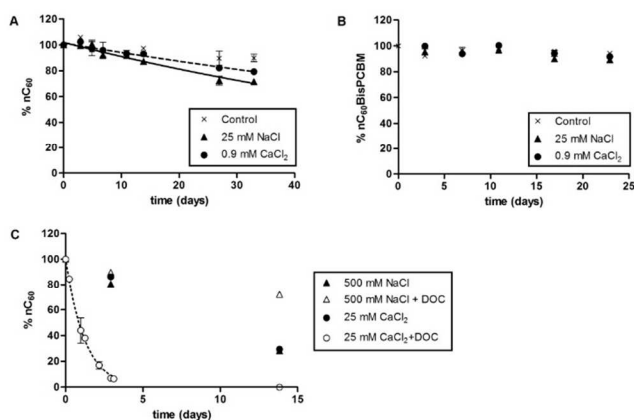 A
120
100
80
60
40
20
0
% nC60
0 10 20 30 40
time (days)
Control
25 mM NaCl
0.9 mM CaCl2
B
120
100
80
60
40
20
0
% nC60BisPCBM
0 5 10 15 20 25
time (days)
Control
25 mM NaCl
0.9 mM CaCl2
C
120
100
80
60
40
20
0
% nC60
0 5 10 15
time (days)
500 mM NaCl
500 mM NaCl + DOC
25 mM CaCl2
25 mM CaCl2+DOC